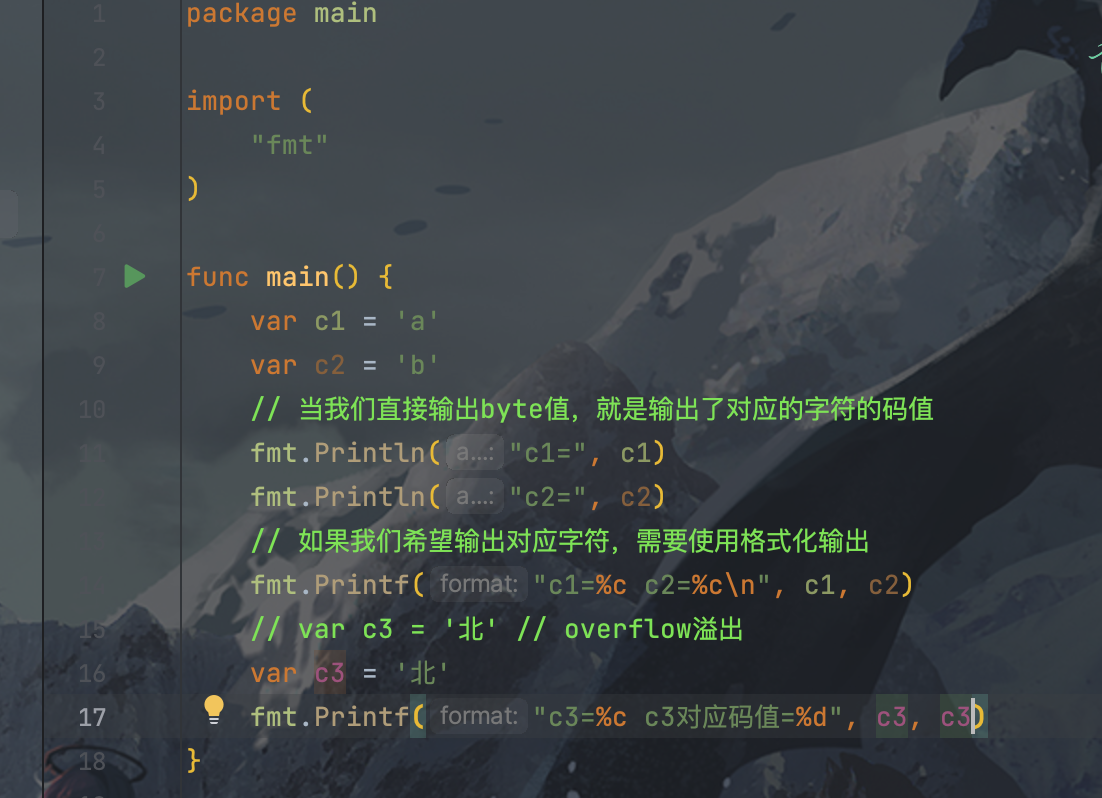 1 package main
2
3 import (
4 "fmt"
5 )
6
7 func main() {
8 var c1 = 'a'
9 var c2 = 'b'
10 // 当我们直接输出byte值，就是输出了对应的字符的码值
11 fmt.Println( a...: "c1=", c1)
fmt.Println( a...: "c2=", c2)
// 如果我们希望输出对应字符，需要使用格式化输出
fmt.Printf( format: "c1=%c c2=%c\n", c1, c2)
15 // var c3 = '北' // overflow溢出
16 var c3 = '北'
17 fmt.Printf( format: "c3=%c c3对应码值=%d", c3, c3)
18 }